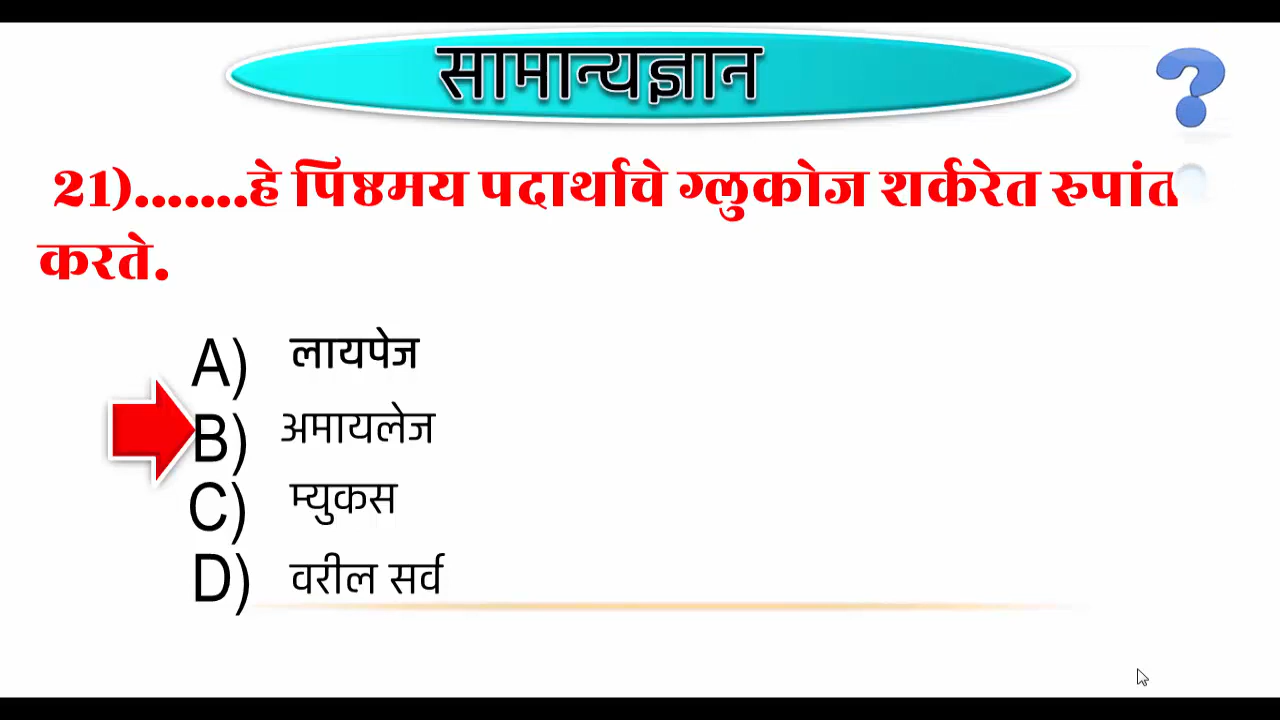 सामान्यज्ञान
21).......हे पिष्ठमय पदार्थाचे ग्लुकोज शर्करेत रुपांत
करते.
A) लायपेज
B) अमायलेज
C) म्युकस
D) वरील सर्व